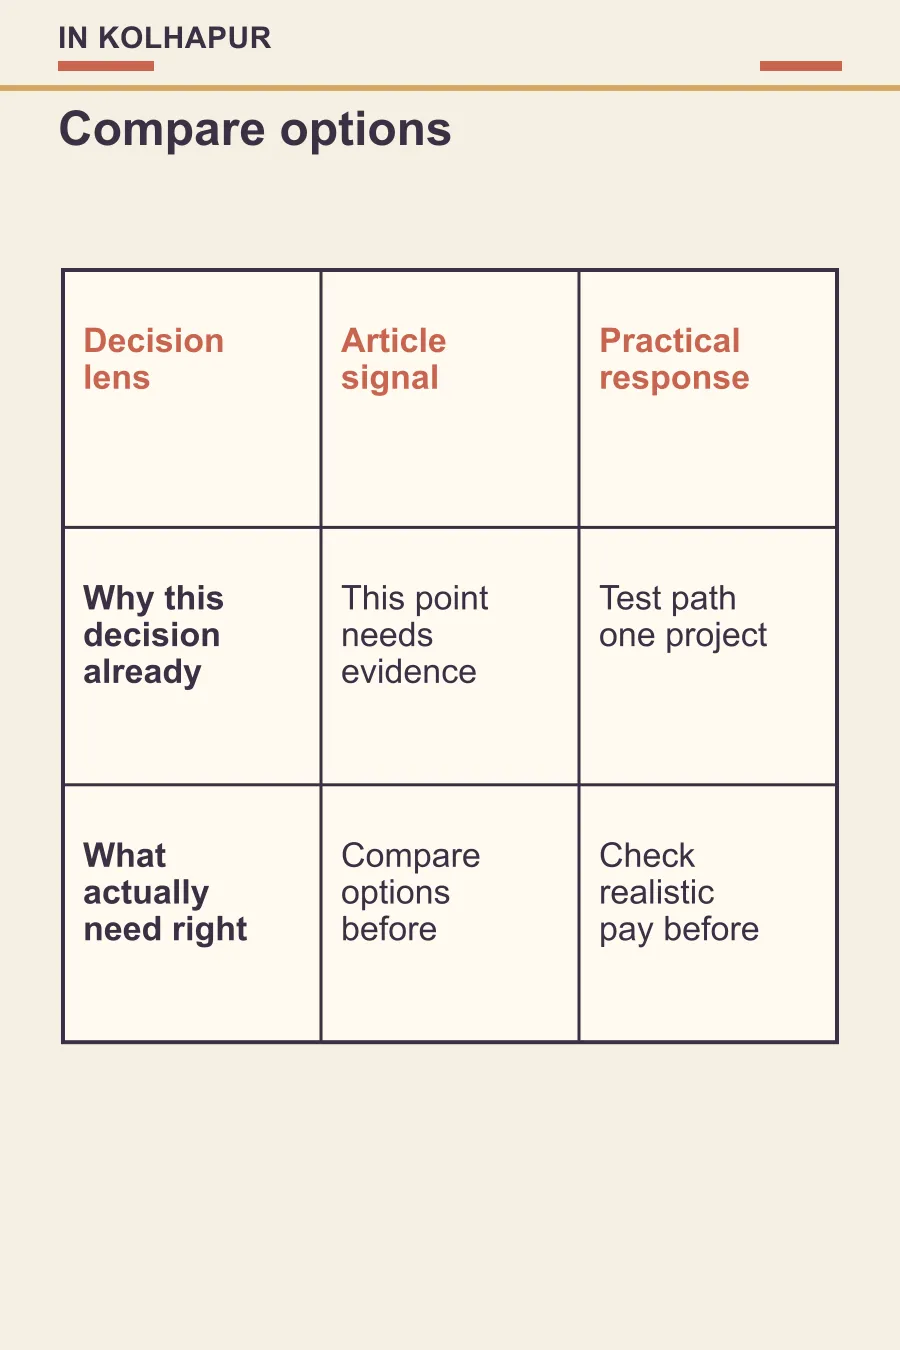 IN KOLHAPUR
Compare options
Decision
lens
Article
signal
Practical
response
Why this
decision
already
This point
needs
evidence
Test path
one project
What
actually
need right
Compare
options
before
Check
realistic
pay before